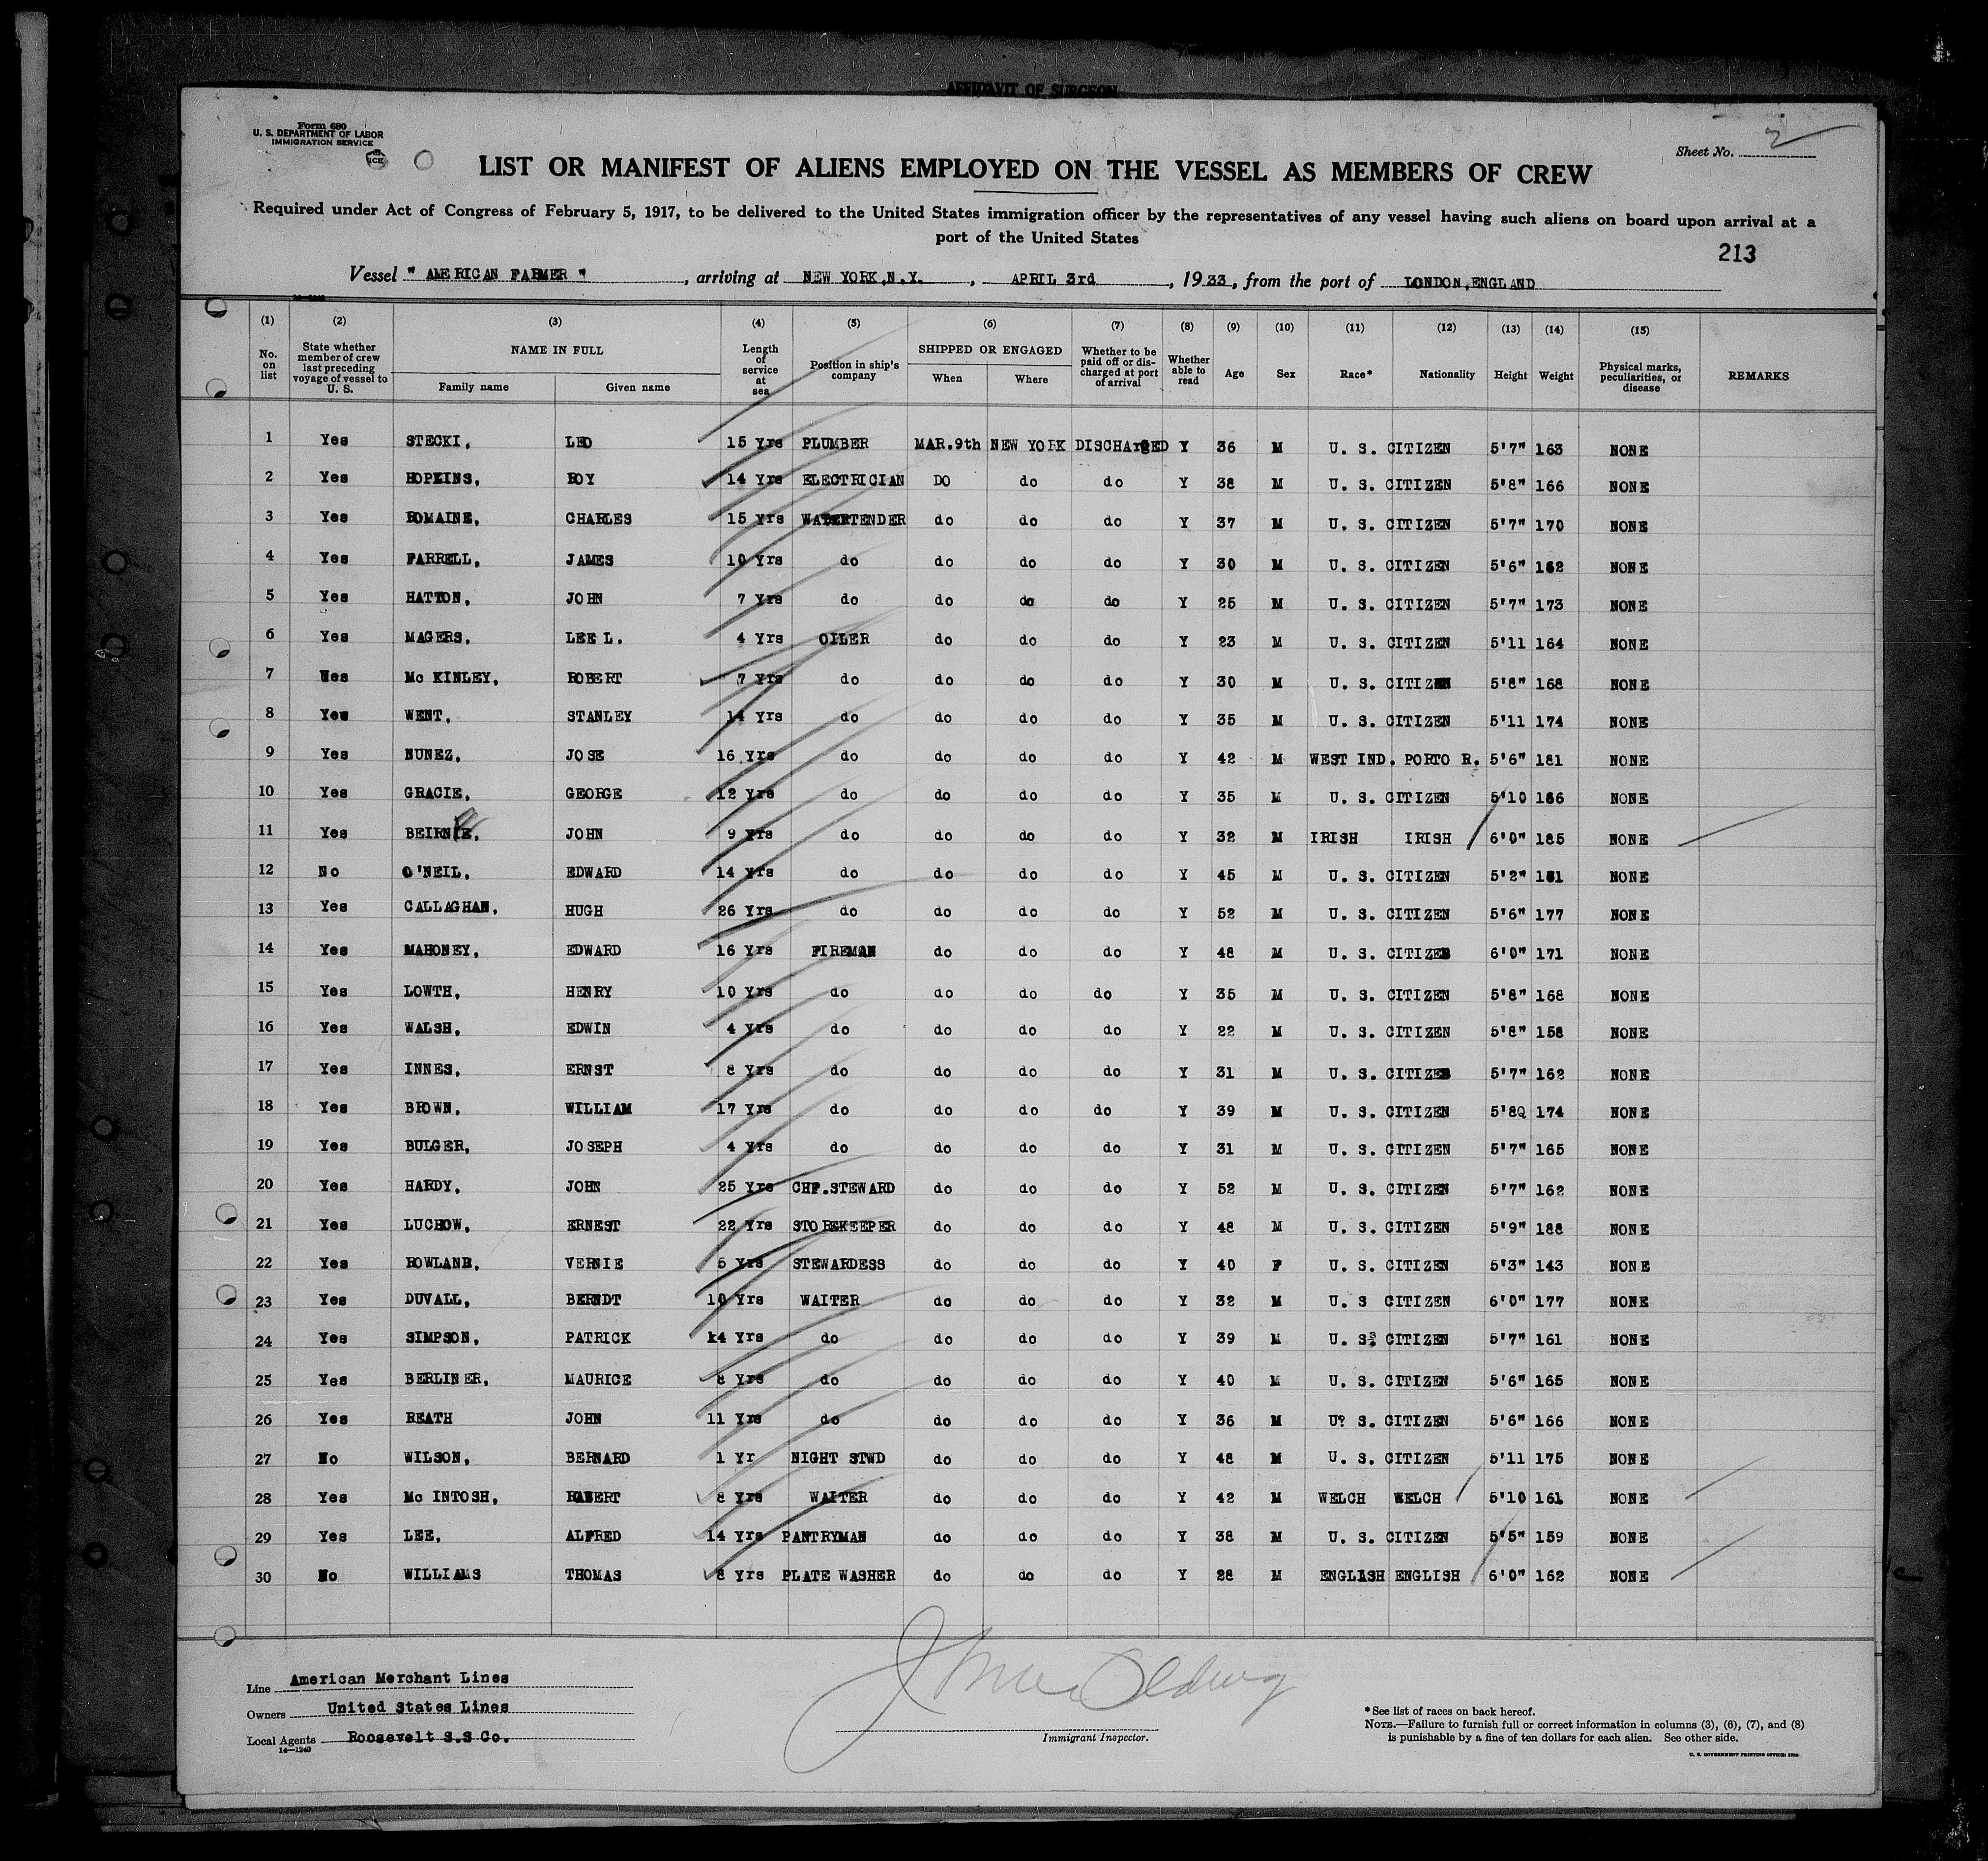 AFFIDAVIT OF SURGEON
Form 680
U. S. DEPARTMENT OF LABOR
IMMIGRATION SERVICE
Sheet No. 2
LIST OR MANIFEST OF ALIENS EMPLOYED ON THE VESSEL AS MEMBERS OF CREW
Required under Act of Congress of February 5, 1917, to be delivered to the United States immigration officer by the representatives of any vessel having such aliens on board upon arrival at a
port of the United States
213
Vessel " AMERICAN FARMER ", arriving at NEW YORK,N.Y. , APRIL 3rd , 1933, from the port of LONDON,ENGLAND
(1) (2) (3) (4) (5) (6) (7) (8) (9) (10) (11) (12) (13) (14) (15)
No. on list State whether member of crew last preceding voyage of vessel to U. S. NAME IN FULL Family name Given name Length of service at sea Position in ship's company SHIPPED OR ENGAGED When Where Whether to be paid off or discharged at port of arrival Whether able to read Age Sex Race* Nationality Height Weight Physical marks, peculiarities, or disease REMARKS
1 Yes STECKI, LEO 15 Yrs PLUMBER MAR.9th NEW YORK DISCHArGED Y 36 M U. S. CITIZEN 5'7" 163 NONE
2 Yes HOPKINS, ROY 14 Yrs ELECTRICIAN DO do do Y 38 M U. S. CITIZEN 5'8" 166 NONE
3 Yes ROMAINE, CHARLES 15 Yrs WATERTENDER do do do Y 37 M U. S. CITIZEN 5'7" 170 NONE
4 Yes FARRELL, JAMES 10 Yrs do do do do Y 30 M U. S. CITIZEN 5'6" 162 NONE
5 Yes HATTON, JOHN 7 Yrs do do do do Y 25 M U. S. CITIZEN 5'7" 173 NONE
6 Yes MAGERS, LEE L. 4 Yrs OILER do do do Y 23 M U. S. CITIZEN 5'11 164 NONE
7 Yes Mc KINLEY, ROBERT 7 Yrs do do do do Y 30 M U. S. CITIZEN 5'8" 168 NONE
8 Yes WENT, STANLEY 14 Yrs do do do do Y 35 M U. S. CITIZEN 5'11 174 NONE
9 Yes NUNEZ, JOSE 16 Yrs do do do do Y 42 M WEST IND. PORTO R. 5'6" 181 NONE
10 Yes GRACIE, GEORGE 12 Yrs do do do do Y 35 M U. S. CITIZEN 5'10 186 NONE
11 Yes BEIRNE, JOHN 9 Yrs do do do do Y 32 M IRISH IRISH 6'0" 185 NONE
12 No O'NEIL, EDWARD 14 Yrs do do do do Y 45 M U. S. CITIZEN 5'2" NONE
13 Yes CALLAGHAN, HUGH 26 Yrs do do do do Y 52 M U. S. CITIZEN 5'6" 177 NONE
14 Yes MAHONEY, EDWARD 16 Yrs FIREMAN do do do Y 48 M U. S. CITIZEN 6'0" 171 NONE
15 Yes LOWTH, HENRY 10 Yrs do do do do Y 35 M U. S. CITIZEN 5'8" 168 NONE
16 Yes WALSH, EDWIN 4 Yrs do do do do Y 22 M U. S. CITIZEN 5'8" 158 NONE
17 Yes INNES, ERNST 8 Yrs do do do do Y 31 M U. S. CITIZEN 5'7" 162 NONE
18 Yes BROWN, WILLIAM 17 Yrs do do do do Y 39 M U. S. CITIZEN 5'8Q 174 NONE
19 Yes BULGER, JOSEPH 4 Yrs do do do do Y 31 M U. S. CITIZEN 5'7" 165 NONE
20 Yes HARDY, JOHN 25 Yrs CHF.STEWARD do do do Y 52 M U. S. CITIZEN 5'7" 162 NONE
21 Yes LUCHOW, ERNEST 22 Yrs STOREKEEPER do do do Y 48 M U. S. CITIZEN 5'9" 188 NONE
22 Yes ROWLAND, VERNIE 5 Yrs STEWARDESS do do do Y 40 F U. S. CITIZEN 5'3" 143 NONE
23 Yes DUVALL, BERNDT 10 Yrs WAITER do do do Y 32 M U. S CITIZEN 6'0" 177 NONE
24 Yes SIMPSON, PATRICK 14 Yrs do do do do Y 39 M U. S. CITIZEN 5'7" 161 NONE
25 Yes BERLINER, MAURICE 8 Yrs do do do do Y 40 M U. S. CITIZEN 5'6" 165 NONE
26 Yes REATH JOHN 11 Yrs do do do do Y 36 M U? S. CITIZEN 5'6" 166 NONE
27 No WILSON, BERNARD 1 Yr NIGHT STWD do do do Y 48 M U. S. CITIZEN 5'11 175 NONE
28 Yes Mc INTOSH, 8 Yrs WAITER do do do Y 42 M WELCH WELCH 5'10 161 NONE
29 Yes LEE, ALFRED 14 Yrs PANTRYMAN do do do Y 38 M U. S. CITIZEN 5'5" 159 NONE
30 No WILLIAMS THOMAS 8 Yrs PLATE WASHER do do do Y 28 M ENGLISH ENGLISH 6'0" 162 NONE
Line American Merchant Lines
Owners United States Lines
Local Agents Roosevelt S.S Co.
14—1240
Immigrant Inspector.
*See list of races on back hereof.
NOTE.—Failure to furnish full or correct information in columns (3), (6), (7), and (8)
is punishable by a fine of ten dollars for each alien. See other side.
U. S. GOVERNMENT PRINTING OFFICE: 1930